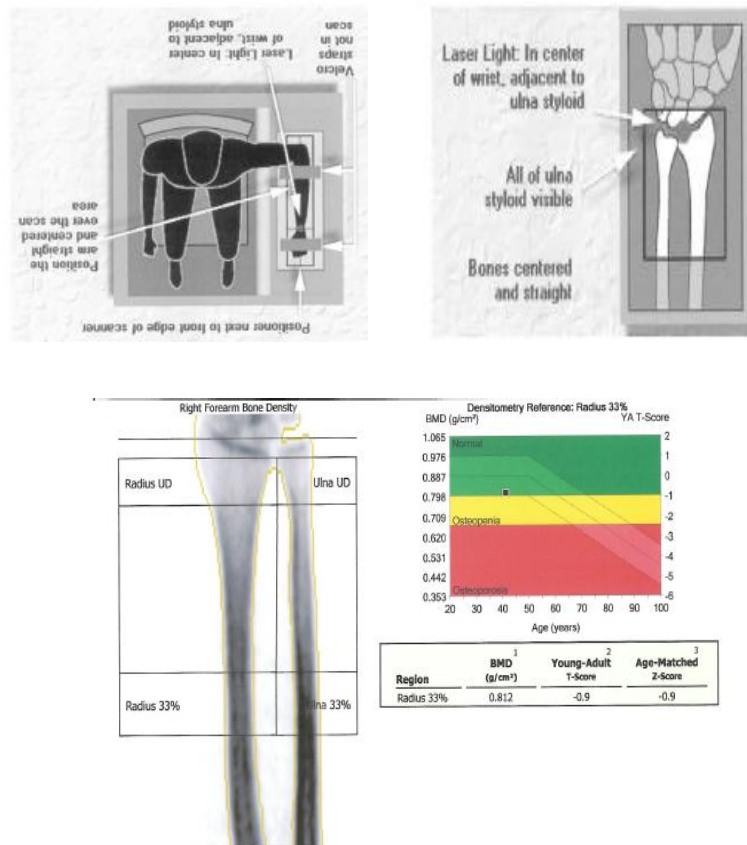 Velcro
straps
not in
scan
Laser Light: In center
of wrist, adjacent to
ulna styloid
Position the
arm straight
and centered
over the scan
area
Positioner next to front edge of scanner
Laser Light: In center
of wrist, adjacent to
ulna styloid
All of ulna
styloid visible
Bones centered
and straight
Right Forearm Bone Density
Radius UD
Ulna UD
Radius 33%
Ulna 33%
Densitometry Reference: Radius 33%
BMD (g/cm²) YA T-Score
1.065 2
0.976 1
0.887 0
0.798 -1
0.709 -2
0.620 -3
0.531 -4
0.442 -5
0.353 -6
Normal
Osteopenia
Osteoporosis
20 30 40 50 60 70 80 90 100
Age (years)
1 2 3
BMD Young-Adult Age-Matched
Region (g/cm²) T-Score Z-Score
Radius 33% 0.812 -0.9 -0.9